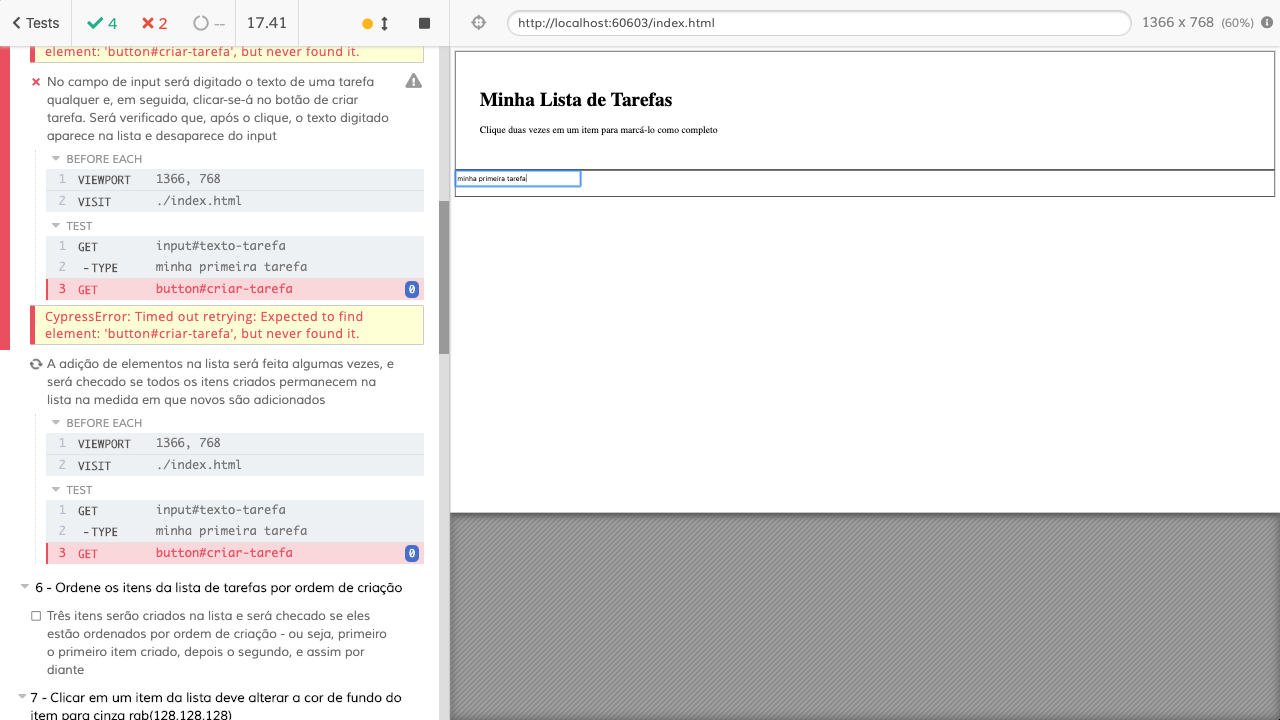 Tests 4 2 -- 17.41
http://localhost:60603/index.html
1366 x 768 (60%)
element: 'button#criar-tarefa', but never found it.
No campo de input será digitado o texto de uma tarefa
qualquer e, em seguida, clicar-se-á no botão de criar
tarefa. Será verificado que, após o clique, o texto digitado
aparece na lista e desaparece do input
BEFORE EACH
1 VIEWPORT 1366, 768
2 VISIT ./index.html
TEST
1 GET input#texto-tarefa
2 -TYPE minha primeira tarefa
3 GET button#criar-tarefa 0
CypressError: Timed out retrying: Expected to find
element: 'button#criar-tarefa', but never found it.
A adição de elementos na lista será feita algumas vezes, e
será checado se todos os itens criados permanecem na
lista na medida em que novos são adicionados
BEFORE EACH
1 VIEWPORT 1366, 768
2 VISIT ./index.html
TEST
1 GET input#texto-tarefa
2 -TYPE minha primeira tarefa
3 GET button#criar-tarefa 0
6 - Ordene os itens da lista de tarefas por ordem de criação
Três itens serão criados na lista e será checado se eles
estão ordenados por ordem de criação - ou seja, primeiro
o primeiro item criado, depois o segundo, e assim por
diante
7 - Clicar em um item da lista deve alterar a cor de fundo do
item para cinza rgb(128,128,128)
Minha Lista de Tarefas
Clique duas vezes em um item para marcá-lo como completo
minha primeira tarefa